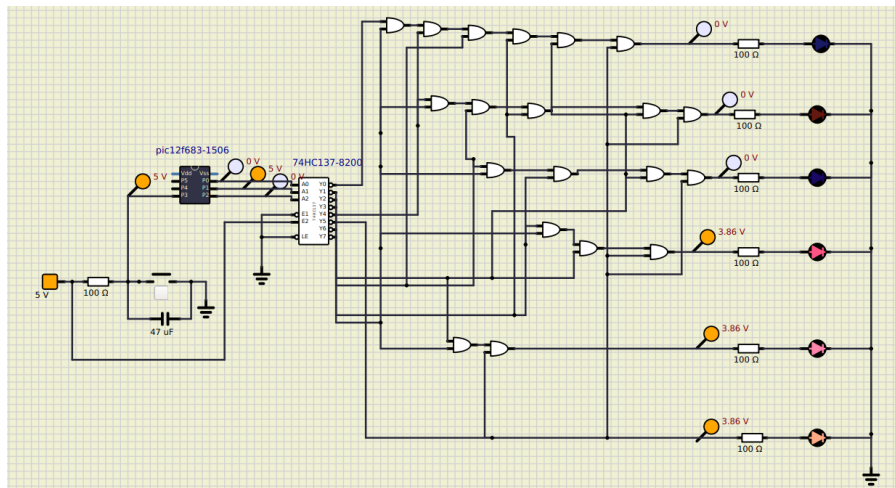 0 V
100 Ω
0 V
100 Ω
pic12f683-1506
74HC137-8200
0 V
5 V
0 V
5 V
0 V
100 Ω
Vdd Vss
P5 P0
P4 P1
P3 P2
A0 Y0
A1 Y1
A2 Y2
Y3
E1 Y4
E2 Y5
Y6
LE Y7
3.86 V
100 Ω
5 V
100 Ω
47 uF
3.86 V
100 Ω
3.86 V
100 Ω